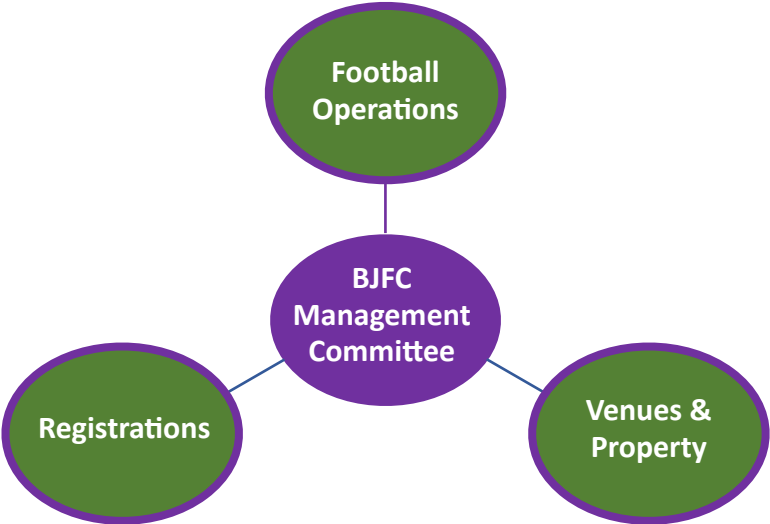 Football
Operations
BJFC
Management
Committee
Registrations
Venues &
Property